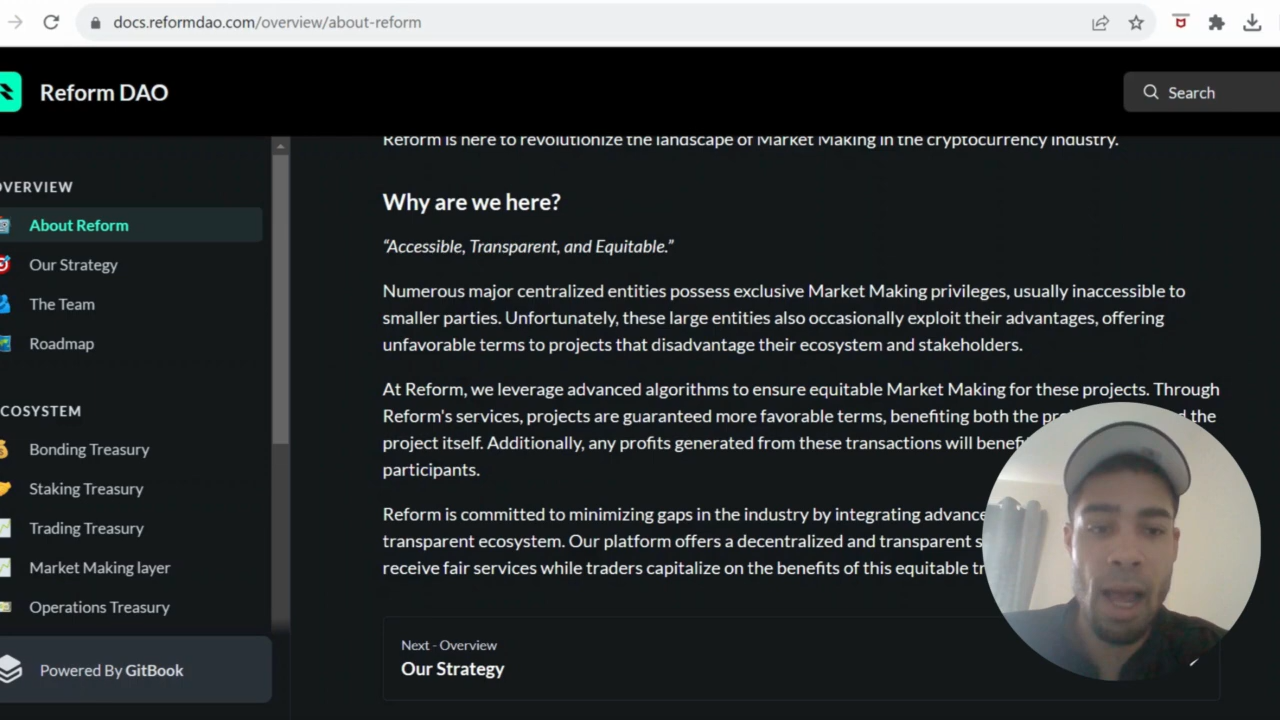 docs.reformdao.com/overview/about-reform
Reform DAO
Search
OVERVIEW
About Reform
Our Strategy
The Team
Roadmap
ECOSYSTEM
Bonding Treasury
Staking Treasury
Trading Treasury
Market Making layer
Operations Treasury
Powered By GitBook
Reform is here to revolutionize the landscape of Market Making in the cryptocurrency industry.
Why are we here?
“Accessible, Transparent, and Equitable.”
Numerous major centralized entities possess exclusive Market Making privileges, usually inaccessible to
smaller parties. Unfortunately, these large entities also occasionally exploit their advantages, offering
unfavorable terms to projects that disadvantage their ecosystem and stakeholders.
At Reform, we leverage advanced algorithms to ensure equitable Market Making for these projects. Through
Reform's services, projects are guaranteed more favorable terms, benefiting both the the
project itself. Additionally, any profits generated from these transactions will
participants.
Reform is committed to minimizing gaps in the industry by integrating
transparent ecosystem. Our platform offers a decentralized and transparent
receive fair services while traders capitalize on the benefits of this equitable
Next - Overview
Our Strategy